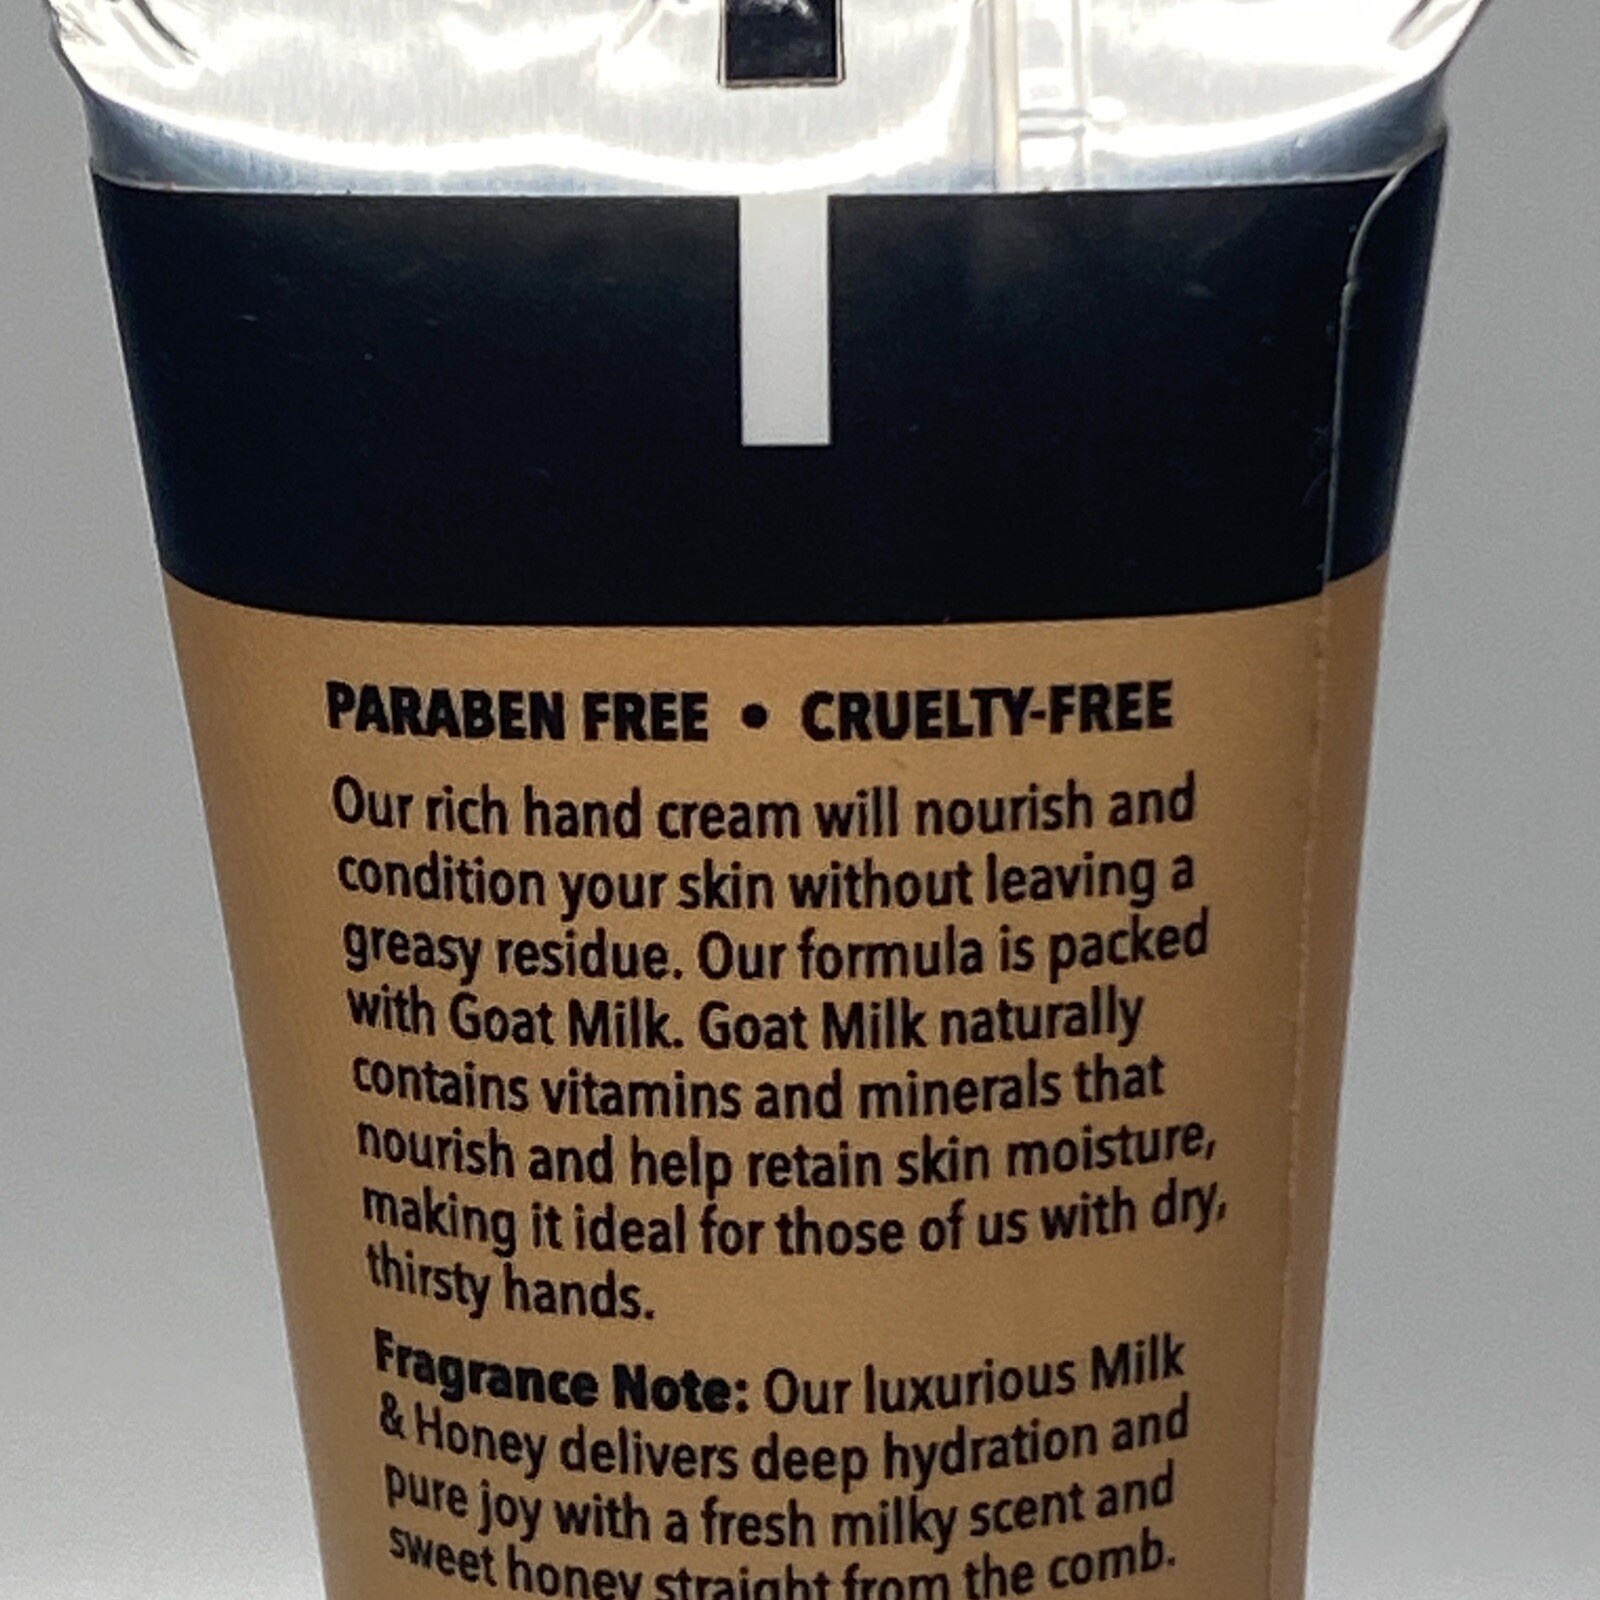 PARABEN FREE • CRUELTY-FREE
Our rich hand cream will nourish and
condition your skin without leaving a
greasy residue. Our formula is packed
with Goat Milk. Goat Milk naturally
contains vitamins and minerals that
nourish and help retain skin moisture,
making it ideal for those of us with dry,
thirsty hands.
Fragrance Note: Our luxurious Milk
& Honey delivers deep hydration and
pure joy with a fresh milky scent and
sweet honey straight from the comb.